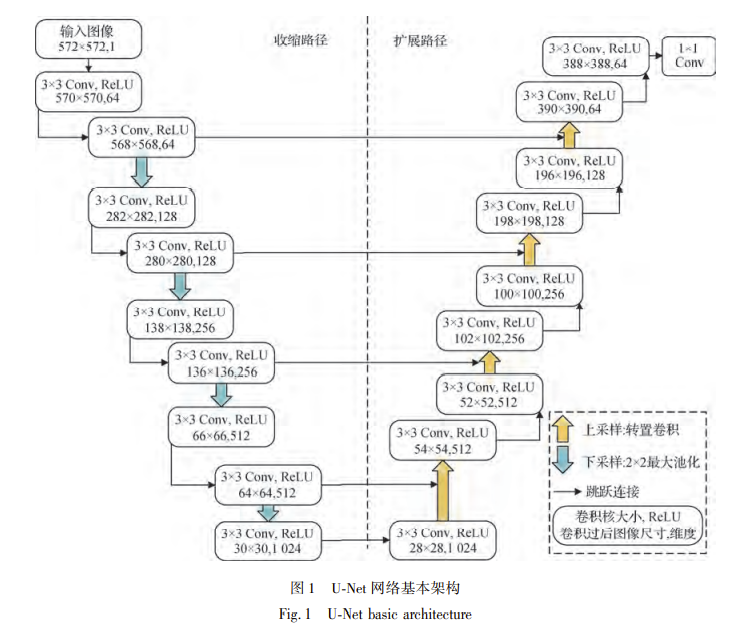 输入图像
572×572,1
3×3 Conv, ReLU
570×570,64
3×3 Conv, ReLU
568×568,64
3×3 Conv, ReLU
282×282,128
3×3 Conv, ReLU
280×280,128
3×3 Conv, ReLU
138×138,256
3×3 Conv, ReLU
136×136,256
3×3 Conv, ReLU
66×66,512
3×3 Conv, ReLU
64×64,512
3×3 Conv, ReLU
30×30,1 024
收缩路径
扩展路径
3×3 Conv, ReLU
388×388,64
1×1
Conv
3×3 Conv, ReLU
390×390,64
3×3 Conv, ReLU
196×196,128
3×3 Conv, ReLU
198×198,128
3×3 Conv, ReLU
100×100,256
3×3 Conv, ReLU
102×102,256
3×3 Conv, ReLU
52×52,512
3×3 Conv, ReLU
54×54,512
3×3 Conv, ReLU
28×28,1 024
上采样:转置卷积
下采样:2×2最大池化
跳跃连接
卷积核大小, ReLU
卷积过后图像尺寸,维度
图 1 U-Net 网络基本架构
Fig. 1 U-Net basic architecture